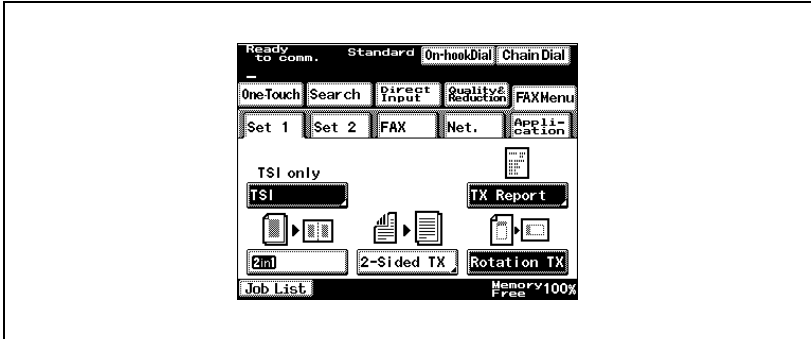 Ready to comm. Standard On-hookDial Chain Dial
One-Touch Search Direct Input Quality& Reduction FAXMenu
Set 1 Set 2 FAX Net. Appli-cation
TSI only
TSI TX Report
2in1 2-Sided TX Rotation TX
Job List Memory Free 100%